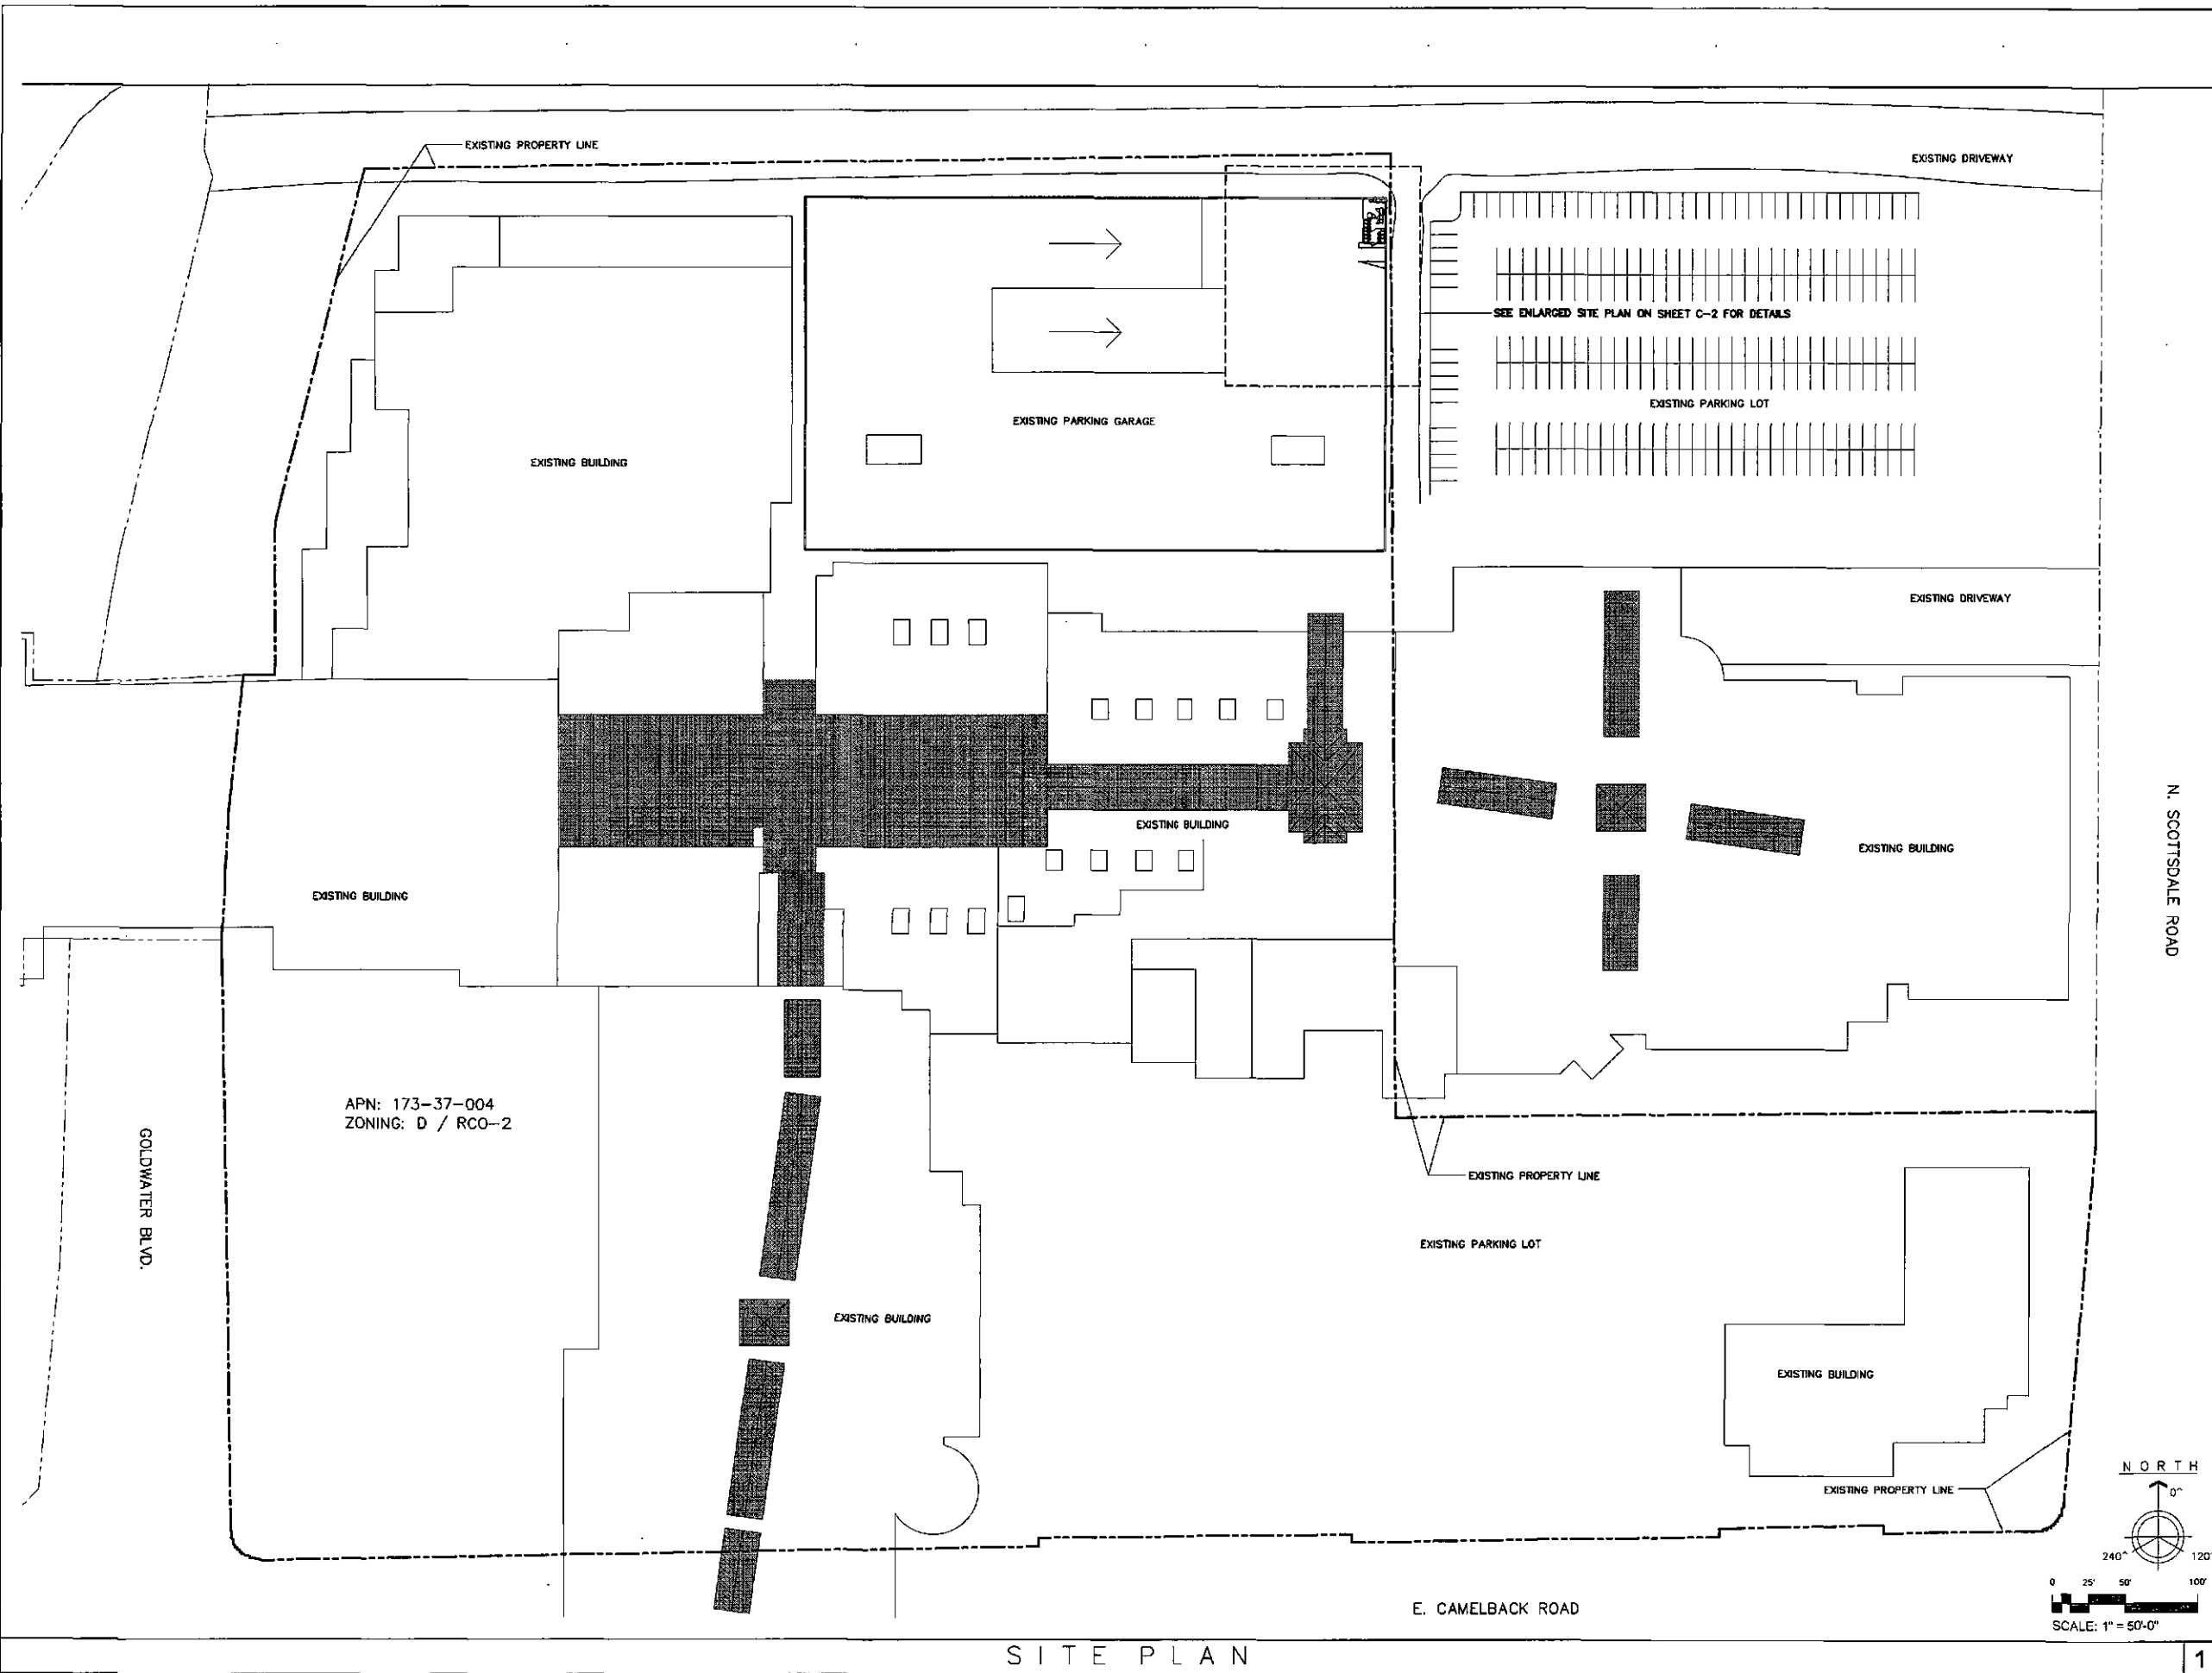 EXISTING PROPERTY LINE
EXISTING DRIVEWAY
SEE ENLARGED SITE PLAN ON SHEET C-2 FOR DETAILS
EXISTING PARKING LOT
EXISTING PARKING GARAGE
EXISTING BUILDING
EXISTING DRIVEWAY
N. SCOTTSDALE ROAD
EXISTING BUILDING
EXISTING BUILDING
EXISTING BUILDING
APN: 173-37-004
ZONING: D / RCO-2
GOLDWATER BLVD.
EXISTING PROPERTY LINE
EXISTING PARKING LOT
EXISTING BUILDING
EXISTING BUILDING
EXISTING PROPERTY LINE
NORTH
0°
240° 120°
0 25' 50' 100'
SCALE: 1" = 50'-0"
E. CAMELBACK ROAD
SITE PLAN
1